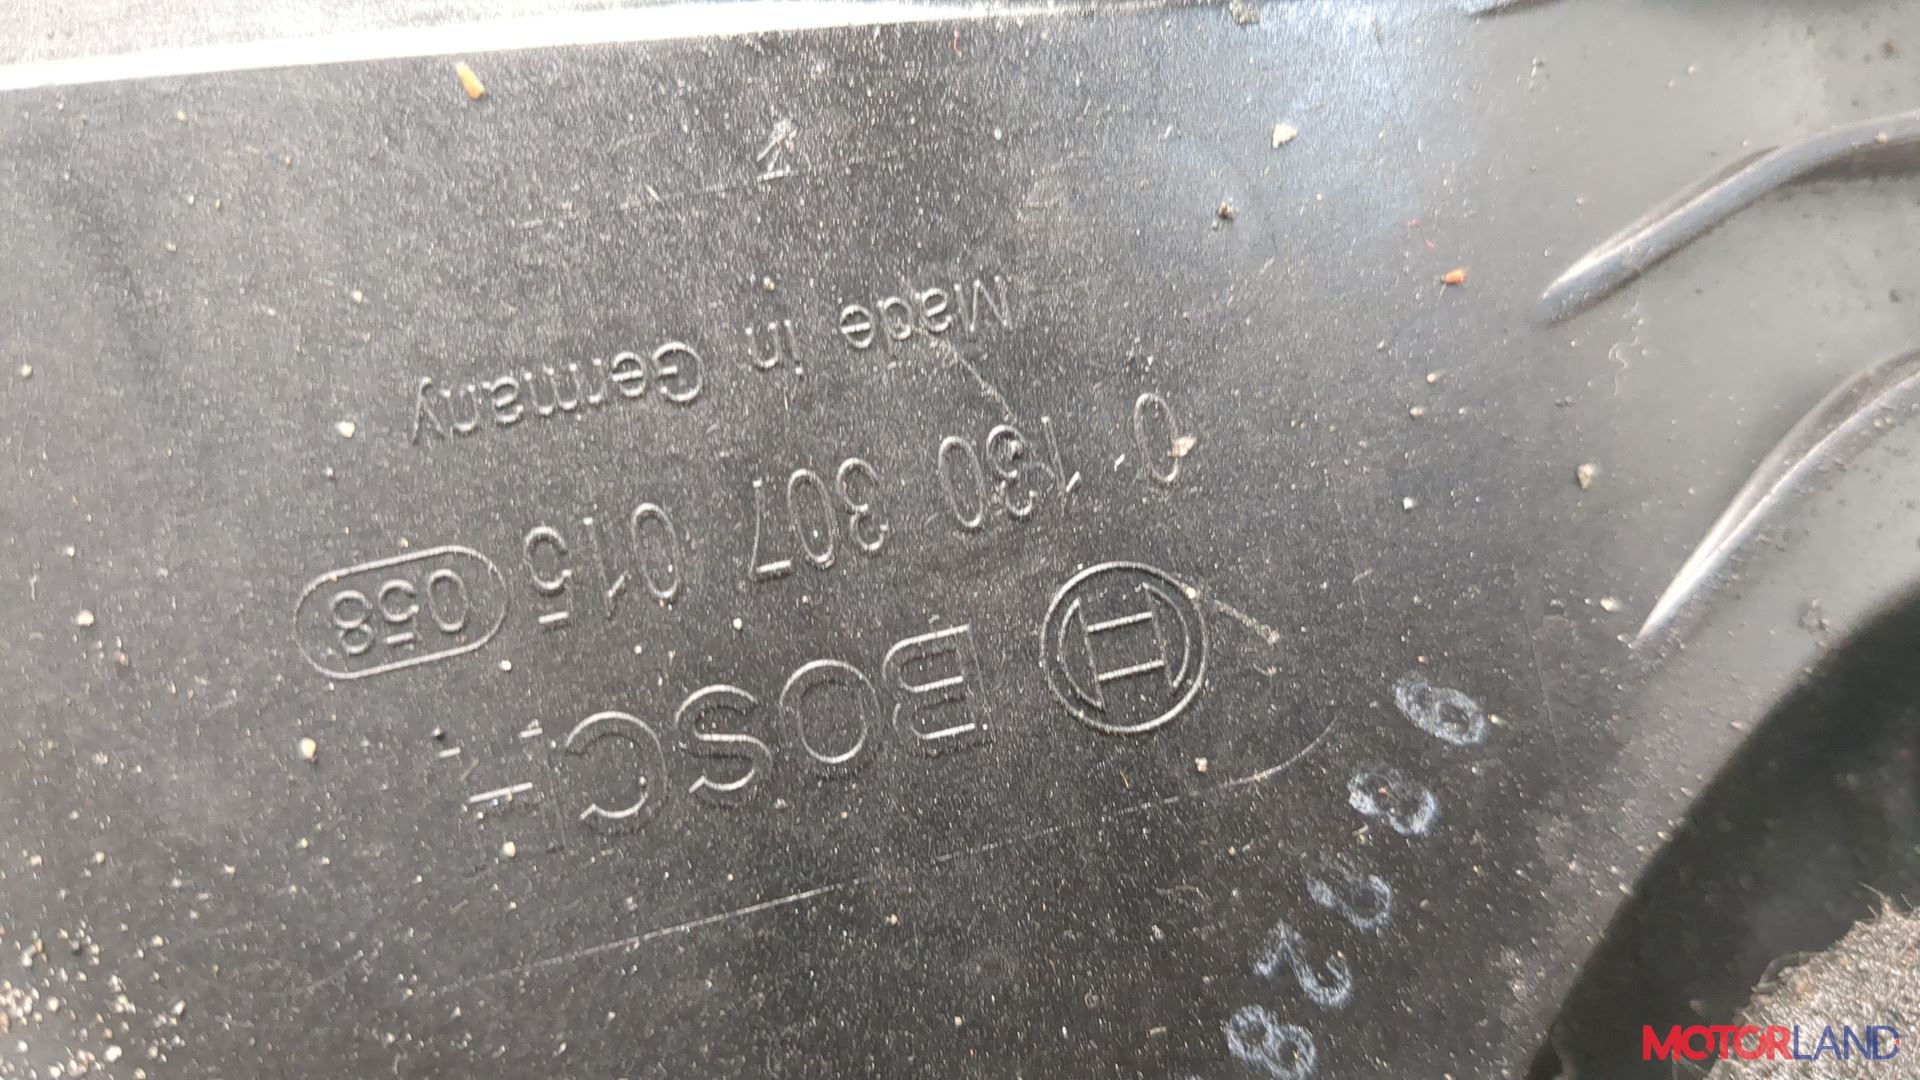 BOSCH
0 130 307 015 058
Made in Germany
MOTORLAND